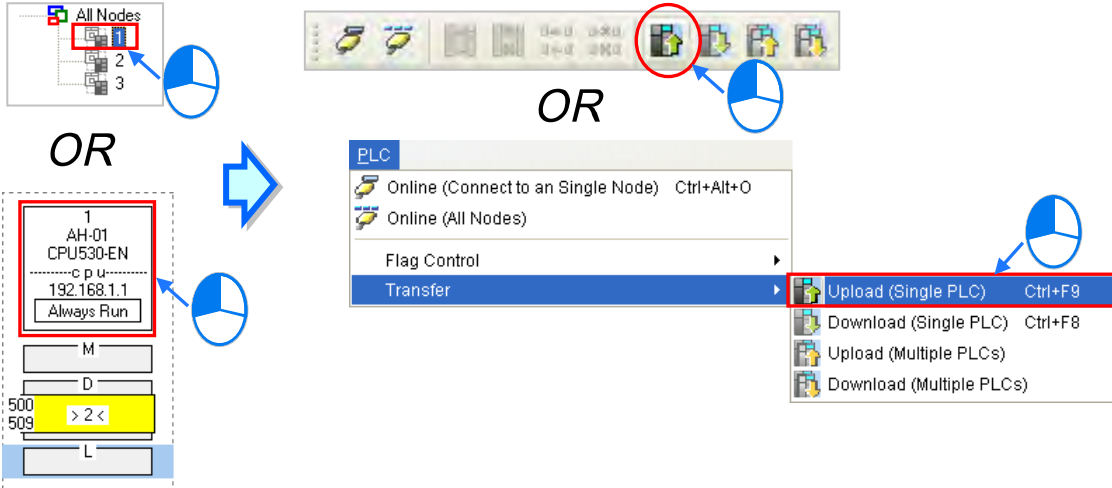 All Nodes
1
2
3
OR
OR
1
AH-01
CPU530-EN
cpu
192.168.1.1
Always Run
M
D
500
509
> 2 <
L
PLC
Online (Connect to an Single Node) Ctrl+Alt+O
Online (All Nodes)
Flag Control
Transfer
Upload (Single PLC) Ctrl+F9
Download (Single PLC) Ctrl+F8
Upload (Multiple PLCs)
Download (Multiple PLCs)